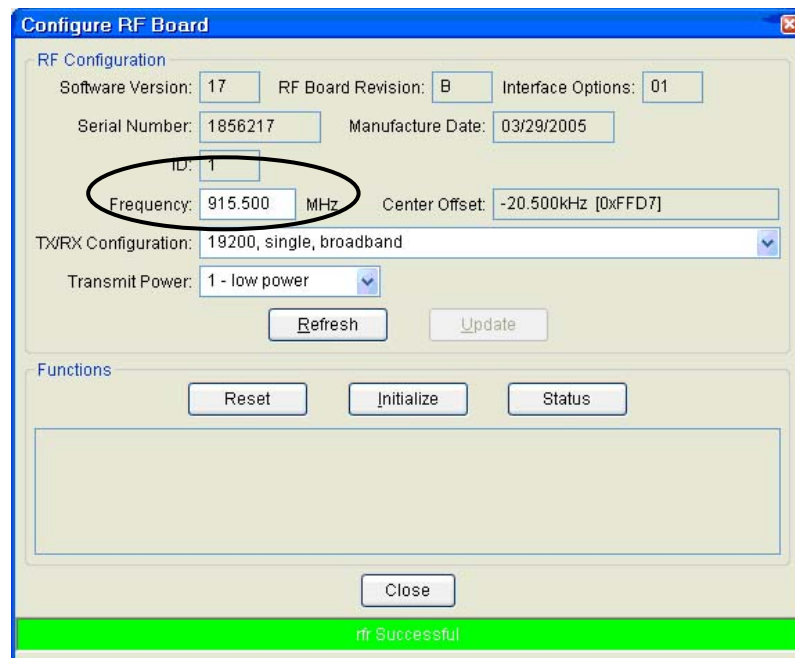 Configure RF Board
RF Configuration
Software Version: 17 RF Board Revision: B Interface Options: 01
Serial Number: 1856217 Manufacture Date: 03/29/2005
ID: 1
Frequency: 915.500 MHz Center Offset: -20.500kHz [0xFFD7]
TX/RX Configuration: 19200, single, broadband
Transmit Power: 1 - low power
Refresh Update
Functions
Reset Initialize Status
Close
rfr Successful